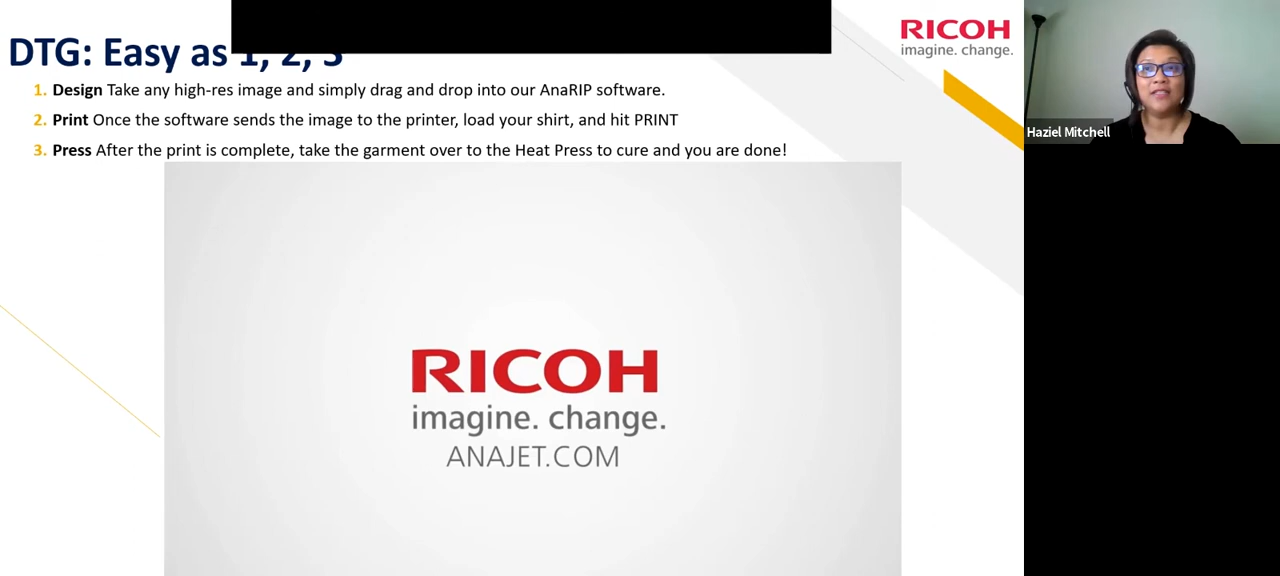 DTG: Easy as 1, 2, 3
RICOH
imagine. change.
1. Design Take any high-res image and simply drag and drop into our AnaRIP software.
2. Print Once the software sends the image to the printer, load your shirt, and hit PRINT
3. Press After the print is complete, take the garment over to the Heat Press to cure and you are done!
Haziel Mitchell
RICOH
imagine. change.
ANAJET.COM